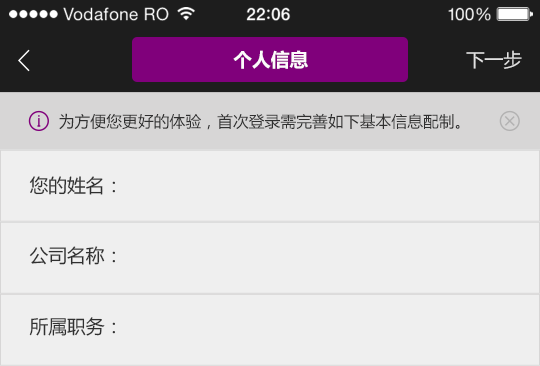 Vodafone RO 22:06 100%
个人信息 下一步
为方便您更好的体验，首次登录需完善如下基本信息配制。
您的姓名：
公司名称：
所属职务：